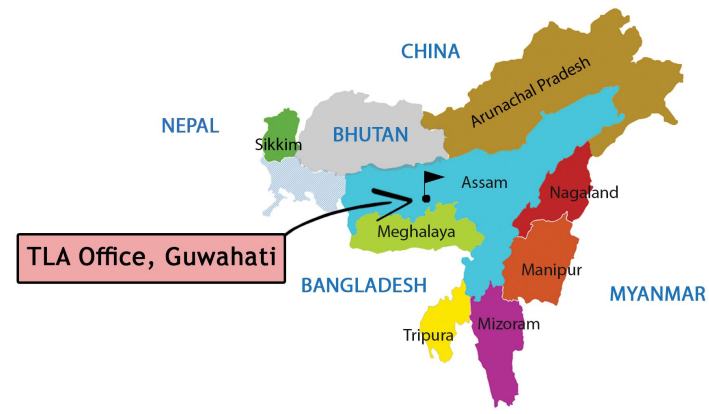 CHINA
Arunachal Pradesh
NEPAL
BHUTAN
Sikkim
Assam
Nagaland
Meghalaya
TLA Office, Guwahati
Manipur
BANGLADESH
MYANMAR
Mizoram
Tripura